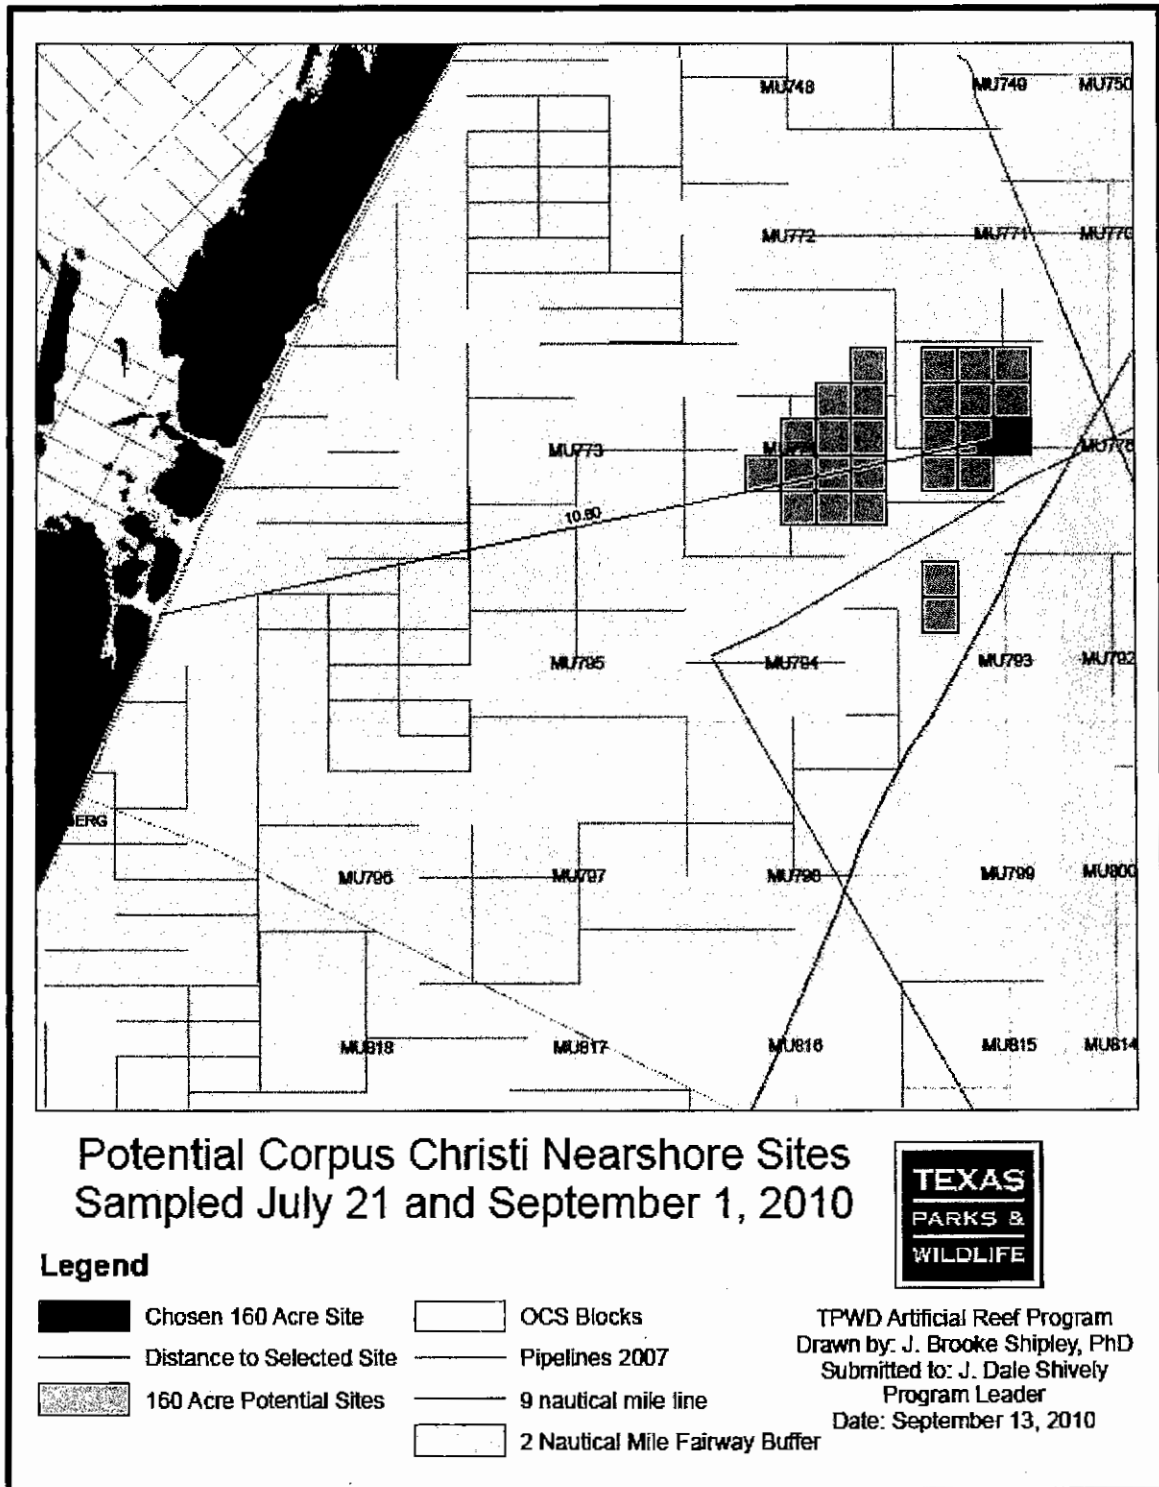 MU748
MU749
MU750
MU772
MU771
MU770
MU773
MU776
10.80
MU795
MU794
MU793
MU792
ERG
MU796
MU797
MU798
MU799
MU800
MU818
MU817
MU816
MU815
MU814
Potential Corpus Christi Nearshore Sites
Sampled July 21 and September 1, 2010
TEXAS
PARKS &
WILDLIFE
Legend
Chosen 160 Acre Site
Distance to Selected Site
160 Acre Potential Sites
OCS Blocks
Pipelines 2007
9 nautical mile line
2 Nautical Mile Fairway Buffer
TPWD Artificial Reef Program
Drawn by: J. Brooke Shipley, PhD
Submitted to: J. Dale Shively
Program Leader
Date: September 13, 2010